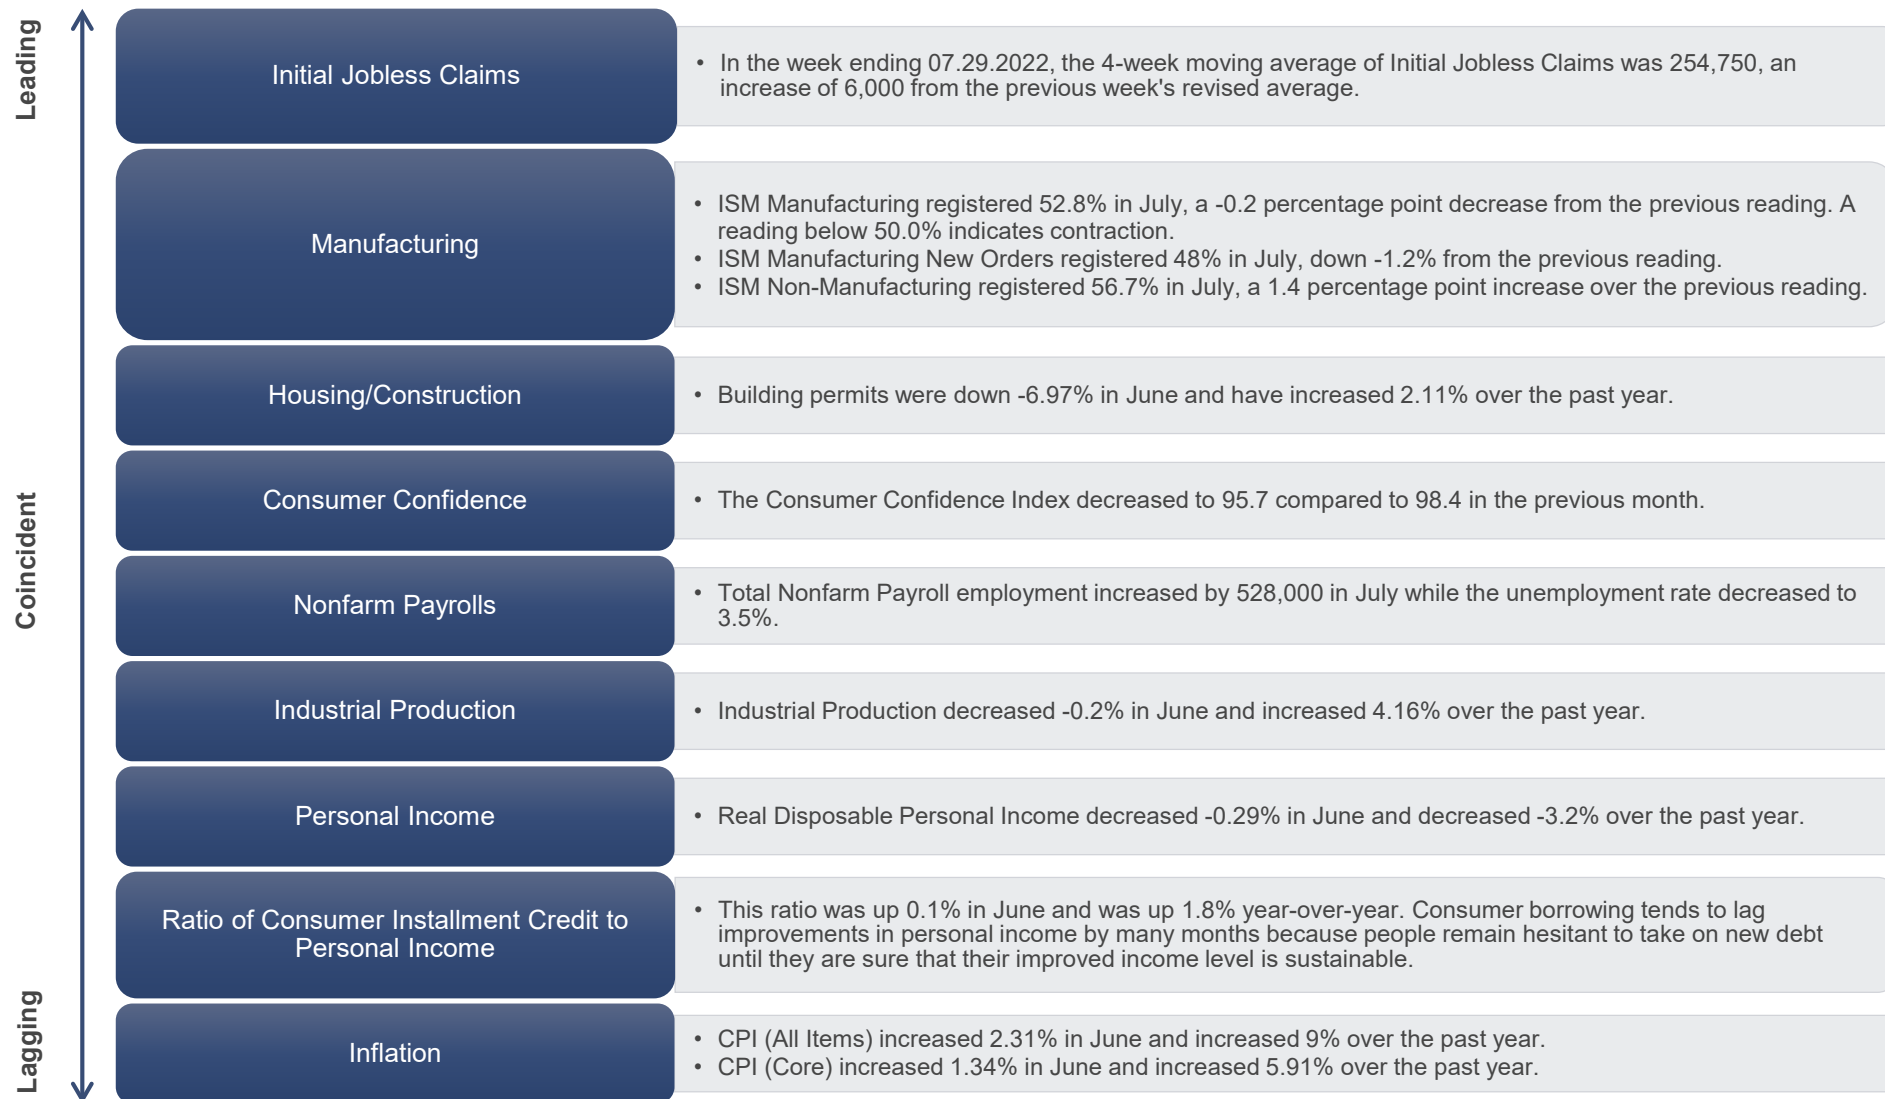 Leading
Initial Jobless Claims
• In the week ending 07.29.2022, the 4-week moving average of Initial Jobless Claims was 254,750, an
increase of 6,000 from the previous week's revised average.
Manufacturing
• ISM Manufacturing registered 52.8% in July, a -0.2 percentage point decrease from the previous reading. A
reading below 50.0% indicates contraction.
• ISM Manufacturing New Orders registered 48% in July, down -1.2% from the previous reading.
• ISM Non-Manufacturing registered 56.7% in July, a 1.4 percentage point increase over the previous reading.
Housing/Construction
• Building permits were down -6.97% in June and have increased 2.11% over the past year.
Coincident
Consumer Confidence
• The Consumer Confidence Index decreased to 95.7 compared to 98.4 in the previous month.
Nonfarm Payrolls
• Total Nonfarm Payroll employment increased by 528,000 in July while the unemployment rate decreased to
3.5%.
Industrial Production
• Industrial Production decreased -0.2% in June and increased 4.16% over the past year.
Personal Income
• Real Disposable Personal Income decreased -0.29% in June and decreased -3.2% over the past year.
Ratio of Consumer Installment Credit to
Personal Income
• This ratio was up 0.1% in June and was up 1.8% year-over-year. Consumer borrowing tends to lag
improvements in personal income by many months because people remain hesitant to take on new debt
until they are sure that their improved income level is sustainable.
Lagging
Inflation
• CPI (All Items) increased 2.31% in June and increased 9% over the past year.
• CPI (Core) increased 1.34% in June and increased 5.91% over the past year.